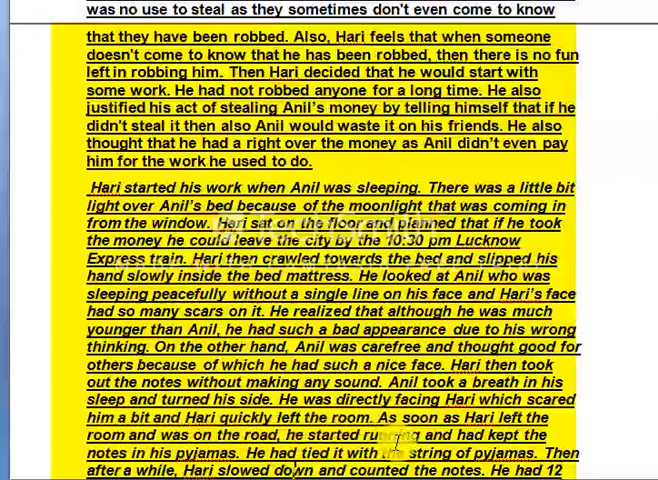 was no use to steal as they sometimes don't even come to know
that they have been robbed. Also, Hari feels that when someone
doesn't come to know that he has been robbed, then there is no fun
left in robbing him. Then Hari decided that he would start with
some work. He had not robbed anyone for a long time. He also
justified his act of stealing Anil's money by telling himself that if he
didn't steal it then also Anil would waste it on his friends. He also
thought that he had a right over the money as Anil didn't even pay
him for the work he used to do.
Hari started his work when Anil was sleeping. There was a little bit
light over Anil's bed because of the moonlight that was coming in
from the window. Hari sat on the floor and planned that if he took
the money he could leave the city by the 10:30 pm Lucknow
Express train. Hari then crawled towards the bed and slipped his
hand slowly inside the bed mattress. He looked at Anil who was
sleeping peacefully without a single line on his face and Hari's face
had so many scars on it. He realized that although he was much
younger than Anil, he had such a bad appearance due to his wrong
thinking. On the other hand, Anil was carefree and thought good for
others because of which he had such a nice face. Hari then took
out the notes without making any sound. Anil took a breath in his
sleep and turned his side. He was directly facing Hari which scared
him a bit and Hari quickly left the room. As soon as Hari left the
room and was on the road, he started running and had kept the
notes in his pyjamas. He had tied it with the string of pyjamas. Then
after a while, Hari slowed down and counted the notes. He had 12